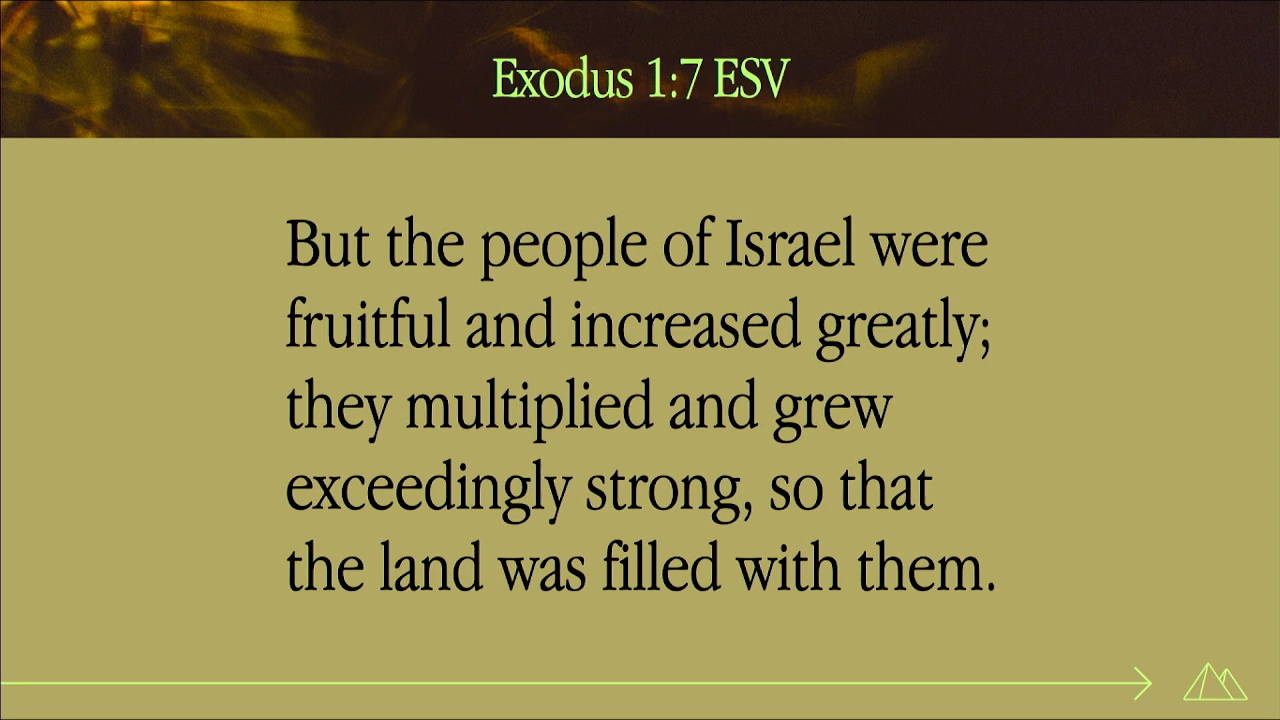 Exodus 1:7 ESV
But the people of Israel were
fruitful and increased greatly;
they multiplied and grew
exceedingly strong, so that
the land was filled with them.